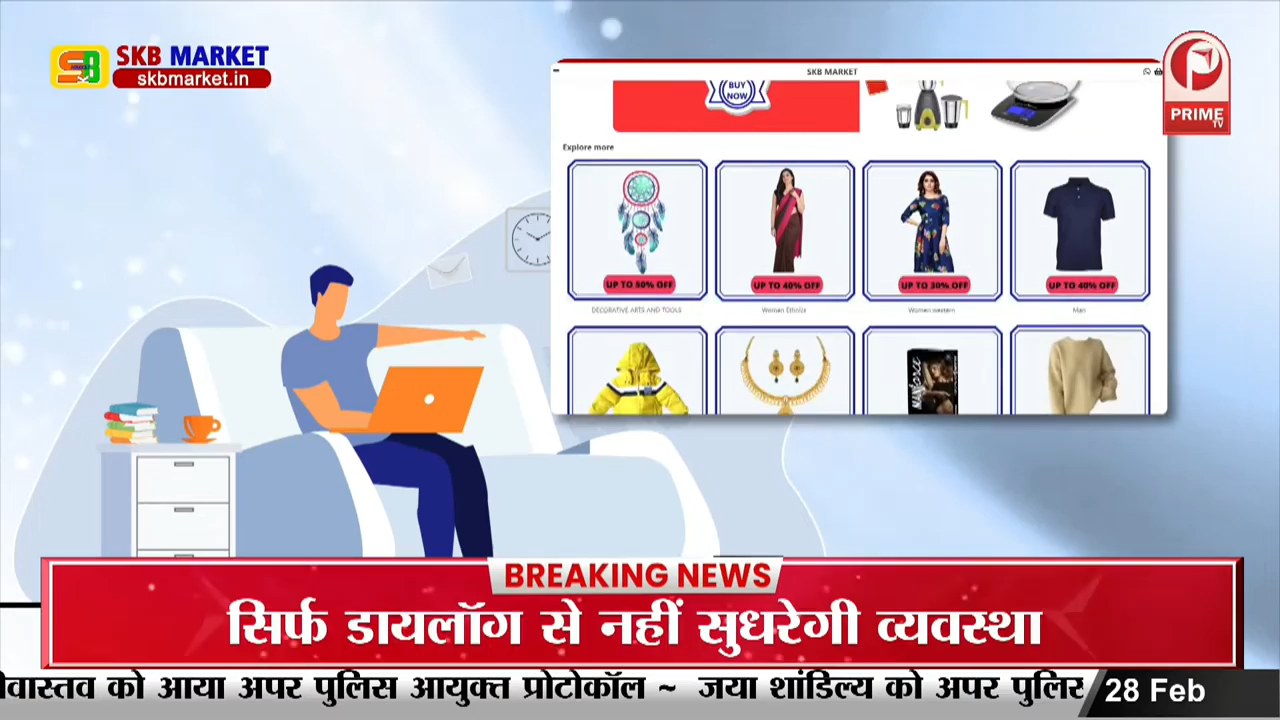 SKB MARKET
skbmarket.in
SKB MARKET
PRIME
TV
BUY
NOW
Explore more
UP TO 50% OFF
UP TO 40% OFF
UP TO 30% OFF
UP TO 40% OFF
DECORATIVE ARTS AND TOOLS
Woman Ethnics
Women western
Man
BREAKING NEWS
सिर्फ डायलॉग से नहीं सुधरेगी व्यवस्था
वास्तव को आया अपर पुलिस आयुक्त प्रोटोकॉल ~ जया शांडिल्य को अपर पुलिस
28 Feb